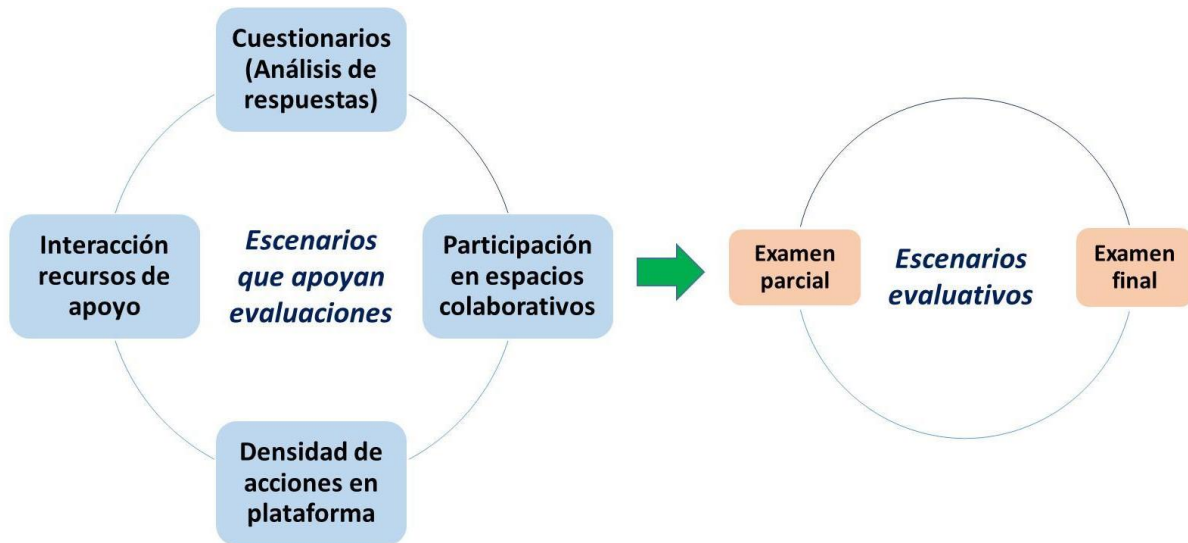 Cuestionarios
(Análisis de
respuestas)
Interacción
recursos de
apoyo
Escenarios
que apoyan
evaluaciones
Participación
en espacios
colaborativos
Densidad de
acciones en
plataforma
Examen
parcial
Escenarios
evaluativos
Examen
final